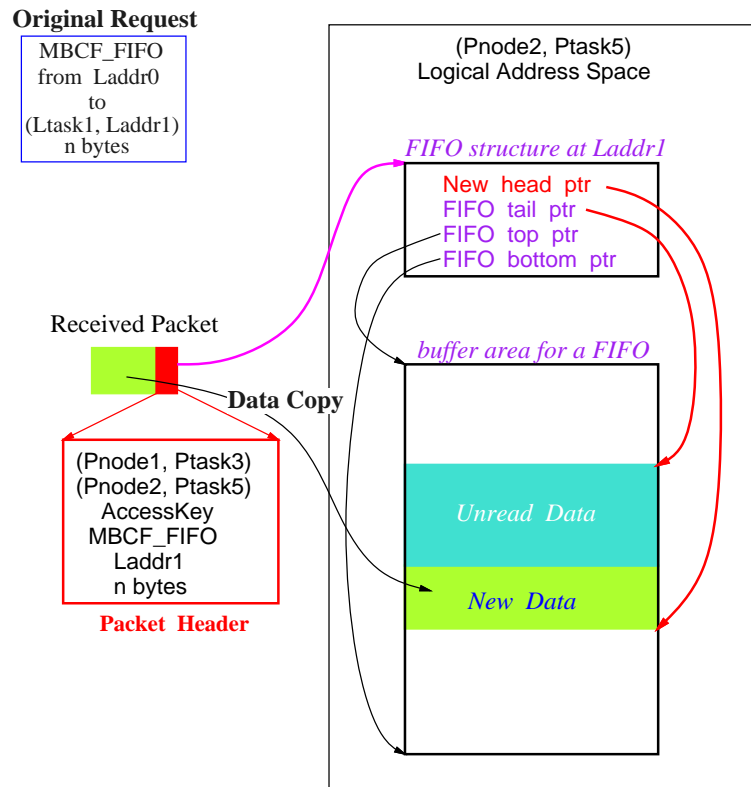 Original Request
MBCF_FIFO
from Laddr0
to
(Ltask1, Laddr1)
n bytes
(Pnode2, Ptask5)
Logical Address Space
FIFO structure at Laddr1
New head ptr
FIFO tail ptr
FIFO top ptr
FIFO bottom ptr
Received Packet
Data Copy
buffer area for a FIFO
Unread Data
New Data
(Pnode1, Ptask3)
(Pnode2, Ptask5)
AccessKey
MBCF_FIFO
Laddr1
n bytes
Packet Header